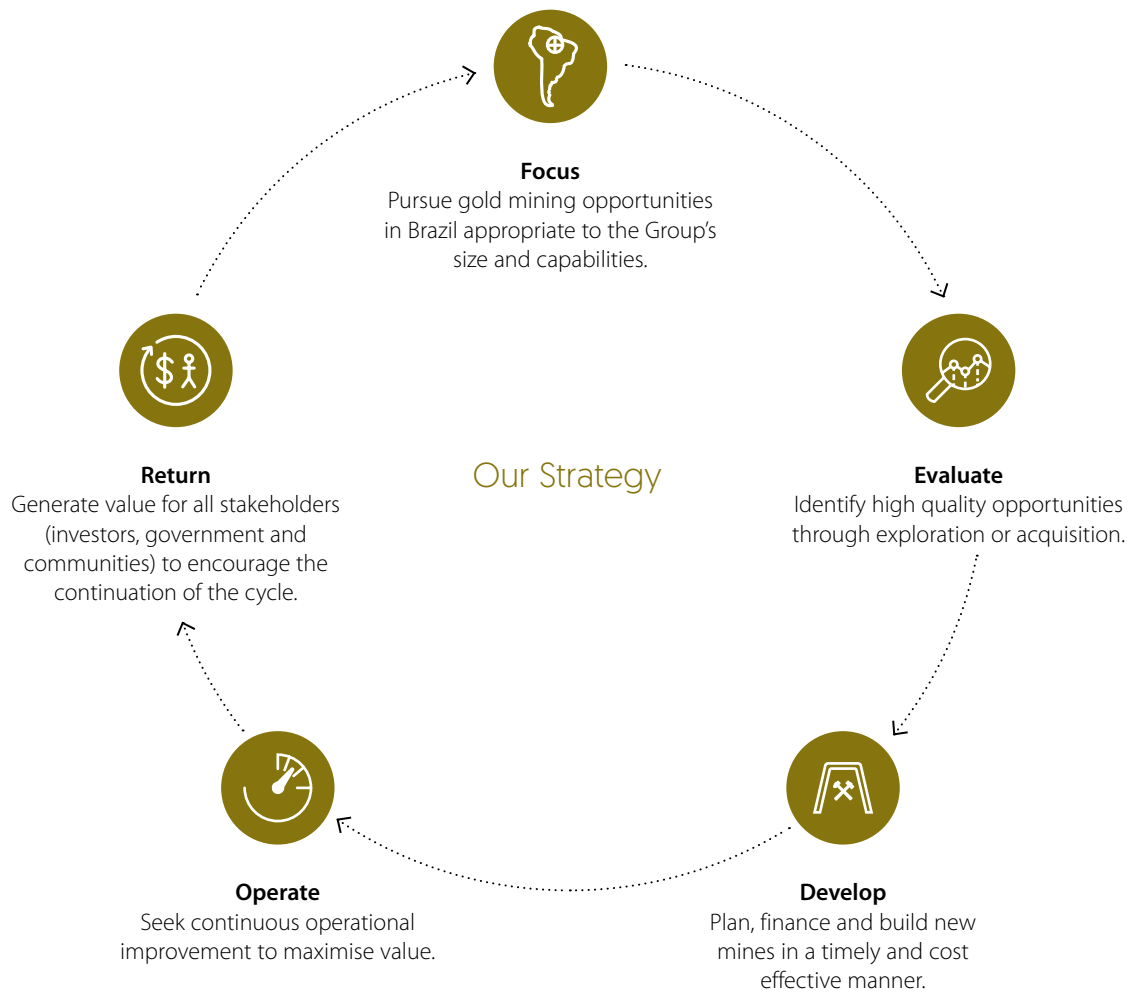 Focus
Pursue gold mining opportunities
in Brazil appropriate to the Group’s
size and capabilities.
Evaluate
Identify high quality opportunities
through exploration or acquisition.
Develop
Plan, finance and build new
mines in a timely and cost
effective manner.
Operate
Seek continuous operational
improvement to maximise value.
Return
Generate value for all stakeholders
(investors, government and
communities) to encourage the
continuation of the cycle.
Our Strategy
$